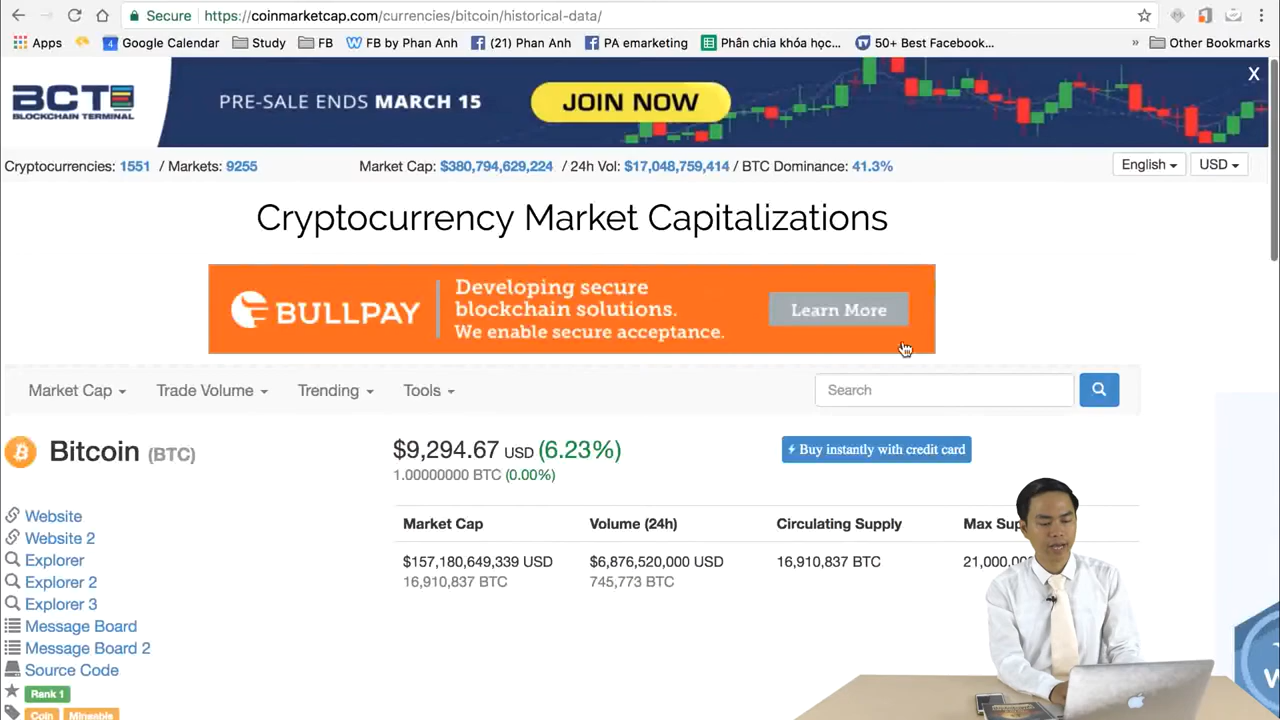 Secure https://coinmarketcap.com/currencies/bitcoin/historical-data/
Apps 4 Google Calendar Study FB FB by Phan Anh (21) Phan Anh PA emarketing Phân chia khóa học... 50+ Best Facebook... » Other Bookmarks
BCT
BLOCKCHAIN TERMINAL
PRE-SALE ENDS MARCH 15
JOIN NOW
X
Cryptocurrencies: 1551 / Markets: 9255 Market Cap: $380,794,629,224 / 24h Vol: $17,048,759,414 / BTC Dominance: 41.3% English USD
Cryptocurrency Market Capitalizations
BULLPAY
Developing secure
blockchain solutions.
We enable secure acceptance.
Learn More
Market Cap Trade Volume Trending Tools Search
Bitcoin (BTC)
$9,294.67 USD (6.23%)
1.00000000 BTC (0.00%)
Buy instantly with credit card
Website
Website 2
Explorer
Explorer 2
Explorer 3
Message Board
Message Board 2
Source Code
Rank 1
Coin Mineable
Market Cap Volume (24h) Circulating Supply Max
$157,180,649,339 USD $6,876,520,000 USD 16,910,837 BTC
16,910,837 BTC 745,773 BTC